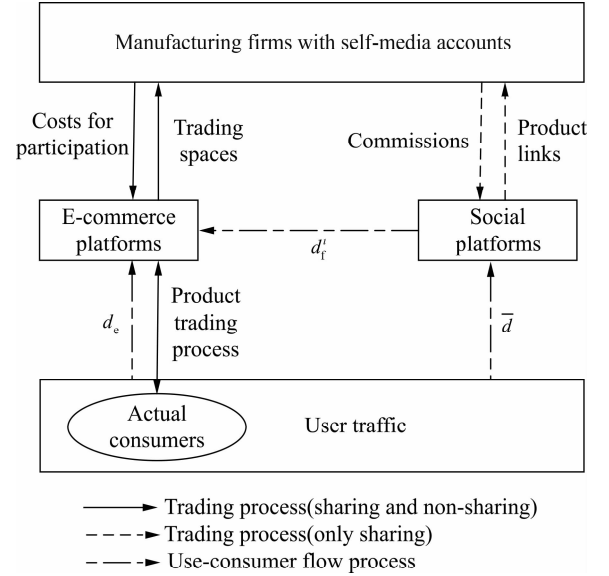 Manufacturing firms with self-media accounts
Costs for
participation
Trading
spaces
Commissions
Product
links
E-commerce
platforms
Social
platforms
d_f^ι
d_e
Product
trading
process
d̅
Actual
consumers
User traffic
Trading process(sharing and non-sharing)
Trading process(only sharing)
Use-consumer flow process